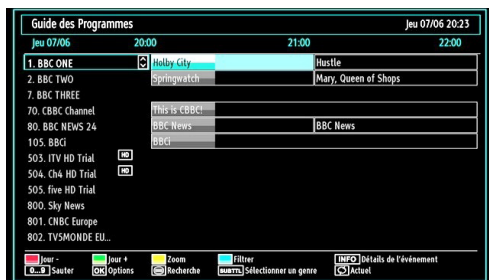 Guide des Programmes Jeu 07/06 20:23
Jeu 07/06 20:00 21:00 22:00
1. BBC ONE Holby City Hustle
2. BBC TWO Springwatch Mary, Queen of Shops
7. BBC THREE
70. CBBC Channel This is CBBC!
80. BBC NEWS 24 BBC News BBC News
105. BBCi BBCi
503. ITV HD Trial HD
504. Ch4 HD Trial HD
505. five HD Trial
800. Sky News
801. CNBC Europe
802. TV5MONDE EU...
Jour - Jour + Zoom Filtrer INFO Détails de l'événement
0...9 Sauter OK Options Recherche SUBTTL Sélectionner un genre Actuel